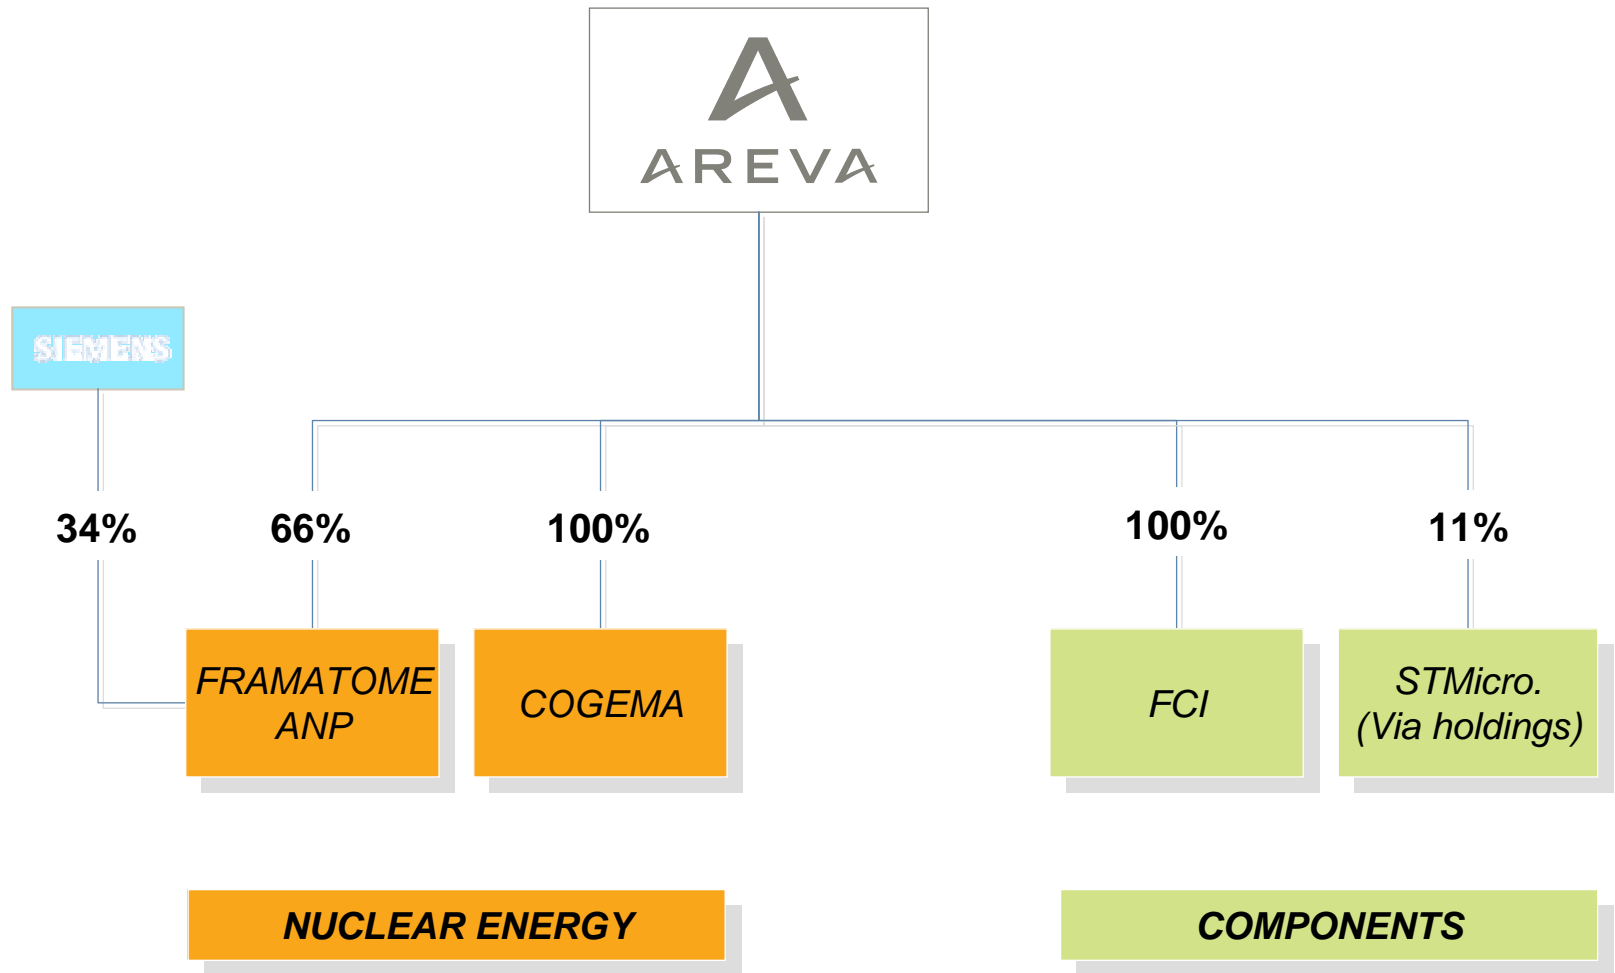 AREVA
SIEMENS
34%
66%
100%
100%
11%
FRAMATOME
ANP
COGEMA
FCI
STMicro.
(Via holdings)
NUCLEAR ENERGY
COMPONENTS